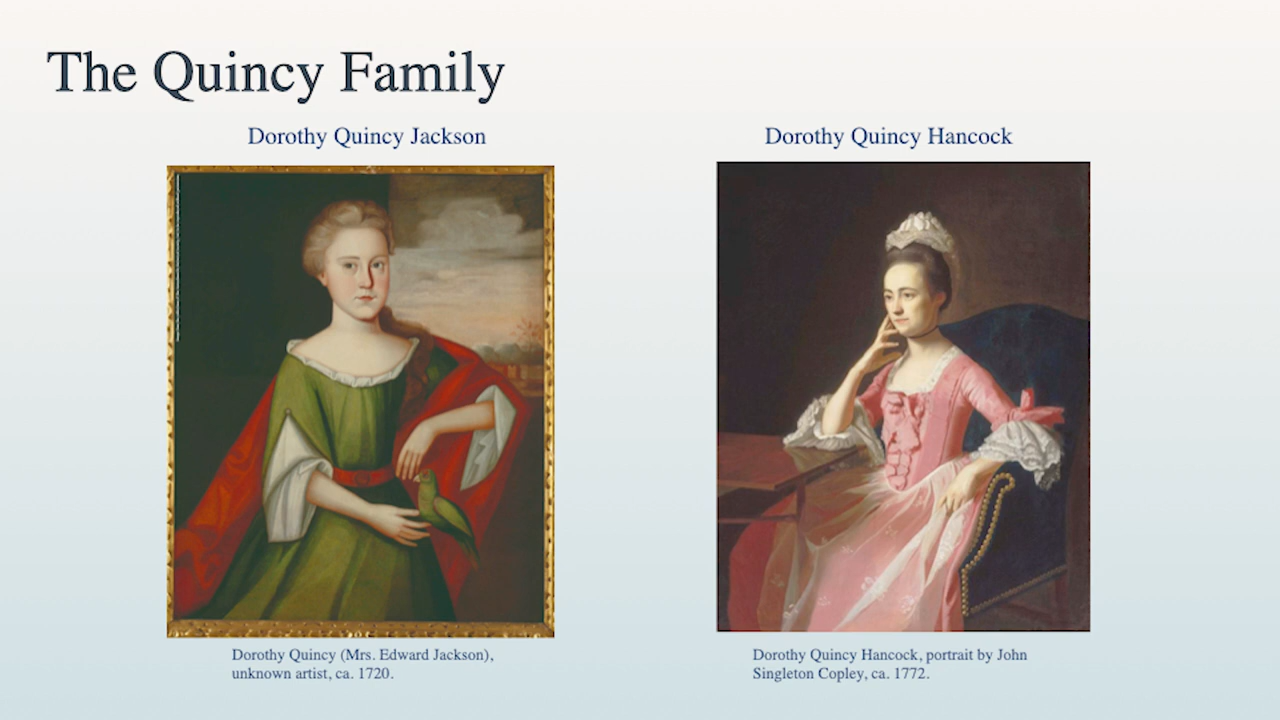 The Quincy Family
Dorothy Quincy Jackson
Dorothy Quincy Hancock
Dorothy Quincy (Mrs. Edward Jackson),
unknown artist, ca. 1720.
Dorothy Quincy Hancock, portrait by John
Singleton Copley, ca. 1772.